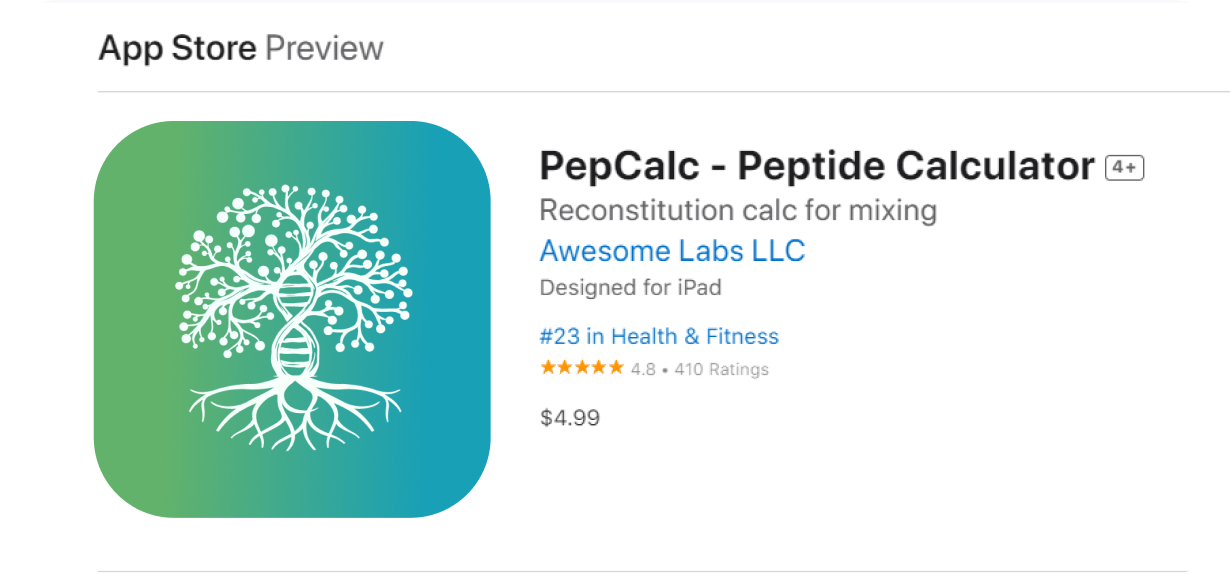 App Store Preview
PepCalc - Peptide Calculator 4+
Reconstitution calc for mixing
Awesome Labs LLC
Designed for iPad
#23 in Health & Fitness
★★★★★ 4.8 • 410 Ratings
$4.99